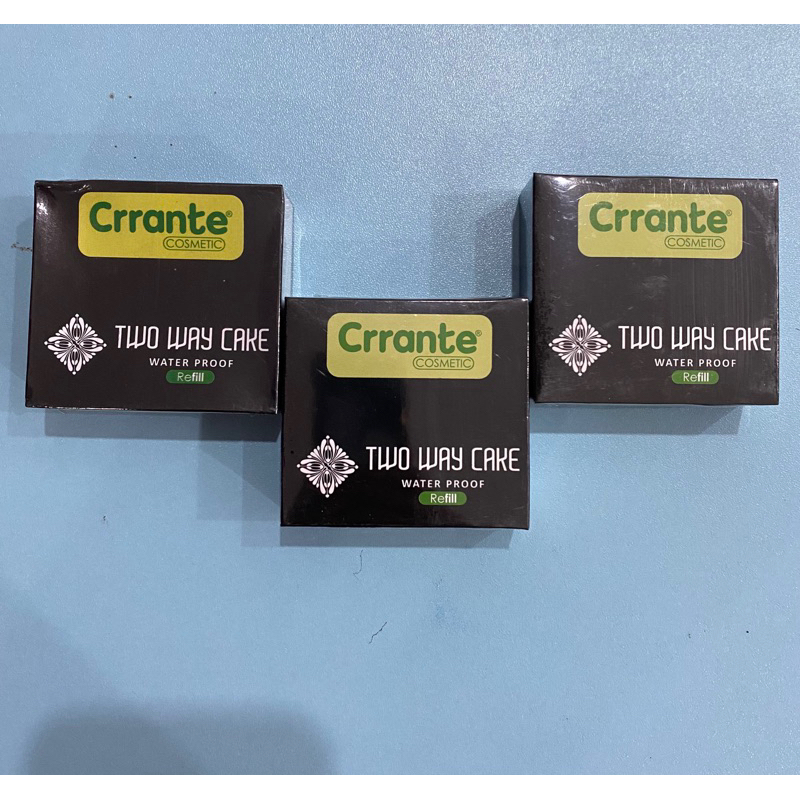 Crrante®
COSMETIC
TWO WAY CAKE
WATER PROOF
Refill
Crrante®
COSMETIC
TWO WAY CAKE
WATER PROOF
Refill
Crrante®
COSMETIC
TWO WAY CAKE
WATER PROOF
Refill